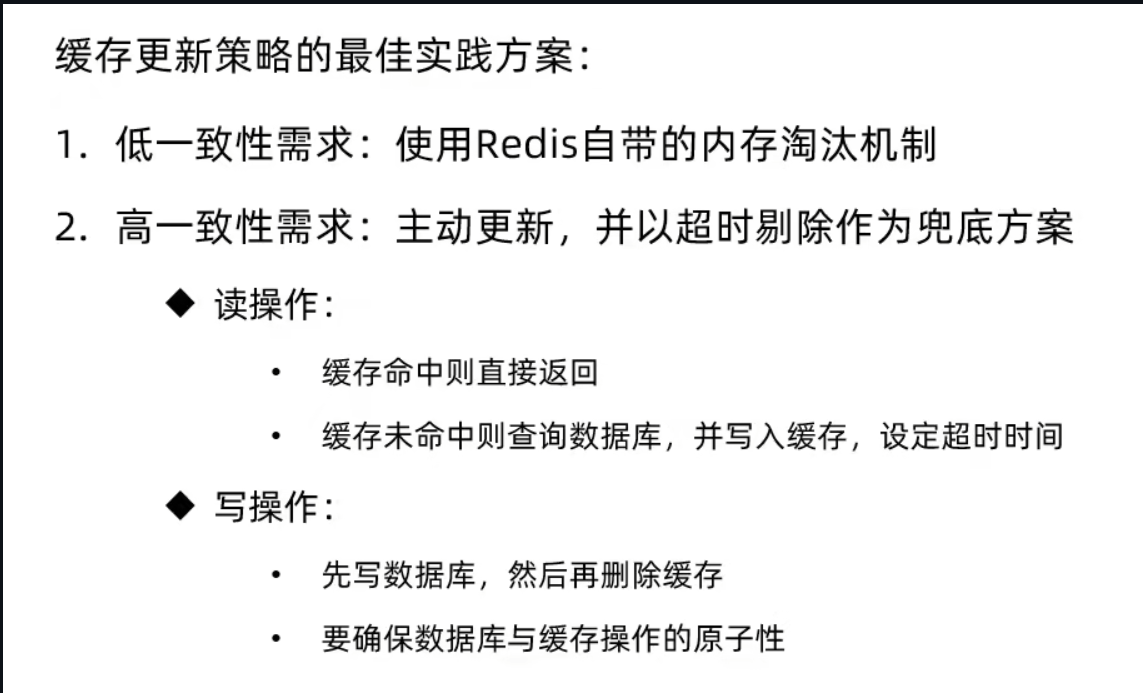 缓存更新策略的最佳实践方案：
1. 低一致性需求：使用Redis自带的内存淘汰机制
2. 高一致性需求：主动更新，并以超时剔除作为兜底方案
◆ 读操作：
• 缓存命中则直接返回
• 缓存未命中则查询数据库，并写入缓存，设定超时时间
◆ 写操作：
• 先写数据库，然后再删除缓存
• 要确保数据库与缓存操作的原子性